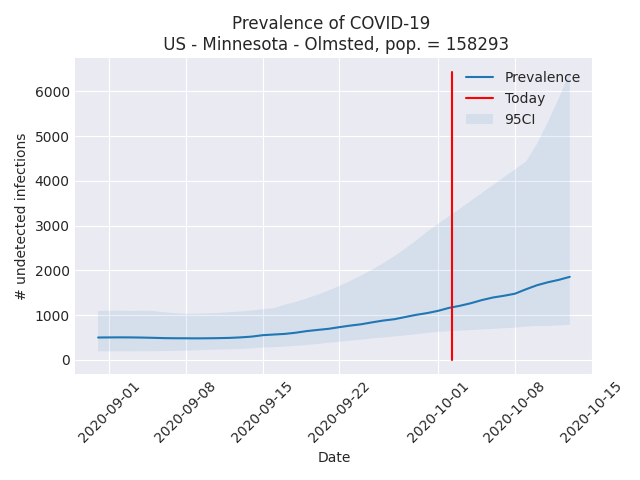 Prevalence of COVID-19
US - Minnesota - Olmsted, pop. = 158293
Prevalence
Today
95CI
6000
5000
4000
3000
2000
1000
0
# undetected infections
2020-09-01
2020-09-08
2020-09-15
2020-09-22
2020-10-01
2020-10-08
2020-10-15
Date